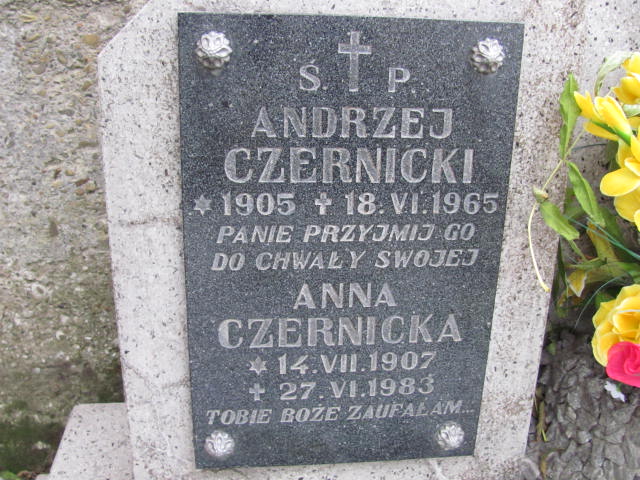 Ś. P.
ANDRZEJ
CZERNICKI
* 1905 ✝ 18.VI.1965
PANIE PRZYJMIJ GO
DO CHWAŁY SWOJEJ
ANNA
CZERNICKA
* 14.VII.1907
✝ 27.VI.1983
TOBIE BOŻE ZAUFAŁAM...